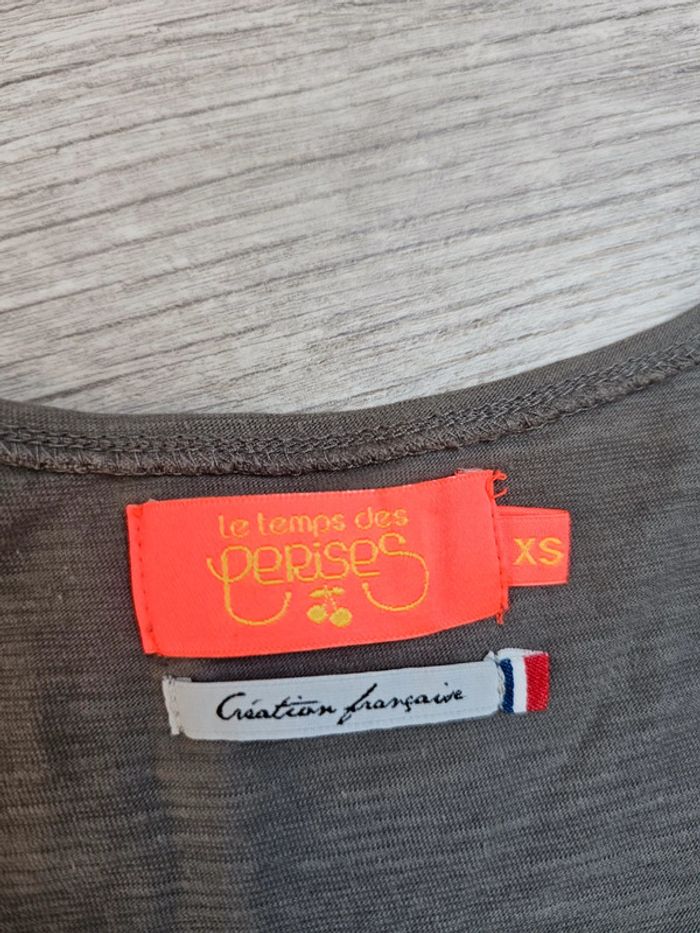 le temps des
cerises
XS
Création française